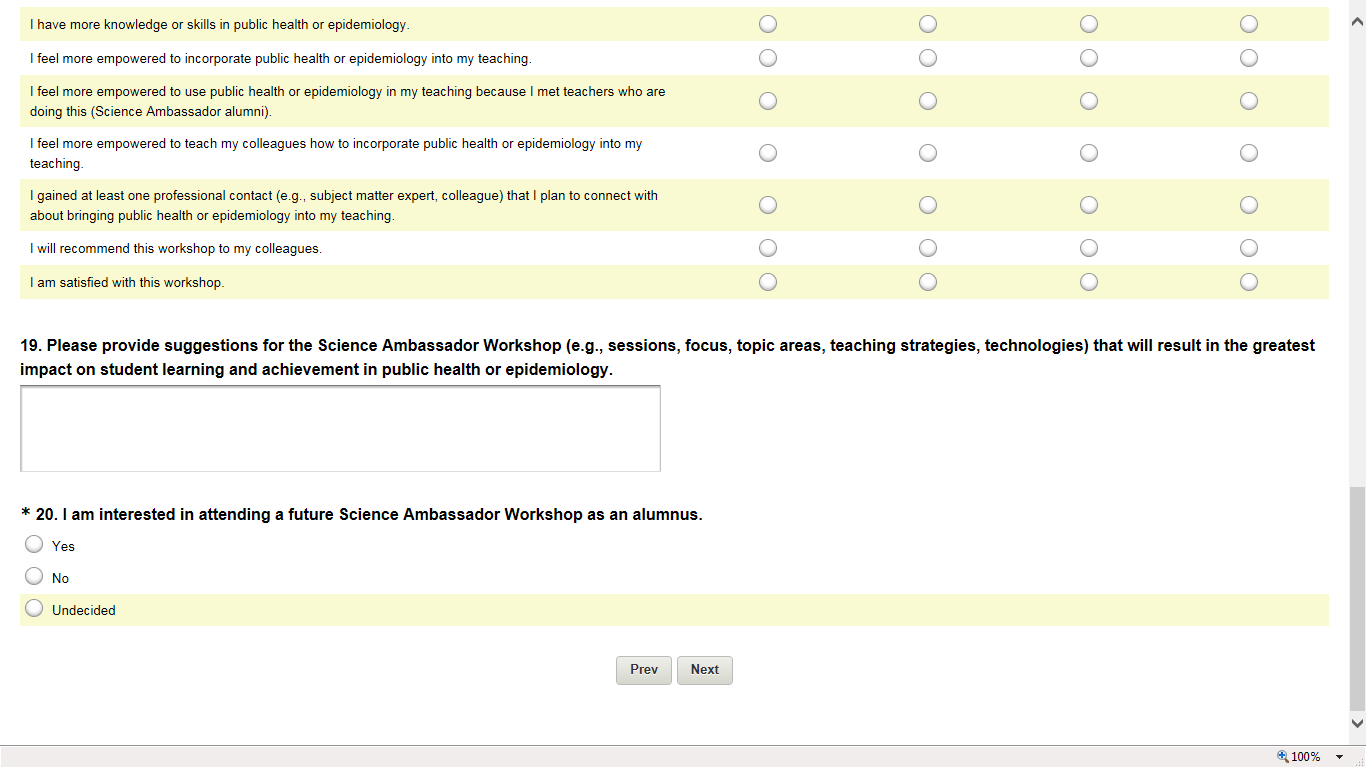 I have more knowledge or skills in public health or epidemiology.
I feel more empowered to incorporate public health or epidemiology into my teaching.
I feel more empowered to use public health or epidemiology in my teaching because I met teachers who are
doing this (Science Ambassador alumni).
I feel more empowered to teach my colleagues how to incorporate public health or epidemiology into my
teaching.
I gained at least one professional contact (e.g., subject matter expert, colleague) that I plan to connect with
about bringing public health or epidemiology into my teaching.
I will recommend this workshop to my colleagues.
I am satisfied with this workshop.
19. Please provide suggestions for the Science Ambassador Workshop (e.g., sessions, focus, topic areas, teaching strategies, technologies) that will result in the greatest
impact on student learning and achievement in public health or epidemiology.
* 20. I am interested in attending a future Science Ambassador Workshop as an alumnus.
Yes
No
Undecided
Prev Next
100%